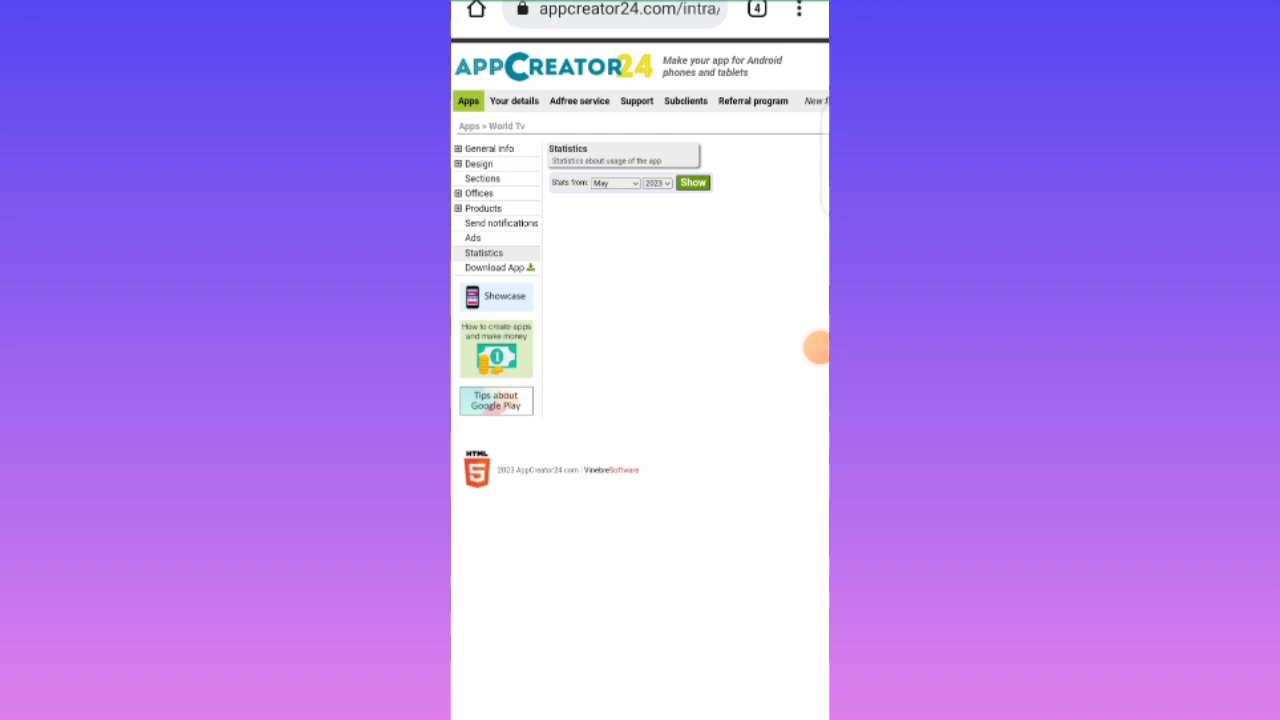 appcreator24.com/intra/
4
APPCREATOR24
Make your app for Android
phones and tablets
Apps
Your details
Adfree service
Support
Subclients
Referral program
New f
Apps > World Tv
General info
Design
Sections
Offices
Products
Send notifications
Ads
Statistics
Download App
Statistics
Statistics about usage of the app
Stats from:
May
2023
Show
Showcase
How to create apps
and make money
1
Tips about
Google Play
HTML
5
2023 AppCreator24.com | VinebreSoftware